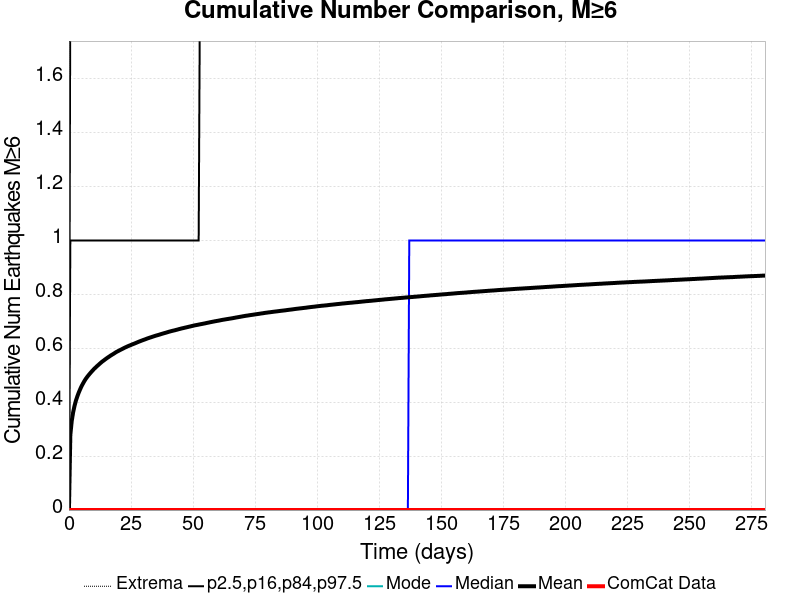 Cumulative Number Comparison, M≥6
Cumulative Num Earthquakes M≥6
1.6
1.4
1.2
1
0.8
0.6
0.4
0.2
0
0 25 50 75 100 125 150 175 200 225 250 275
Time (days)
Extrema p2.5,p16,p84,p97.5 Mode Median Mean ComCat Data